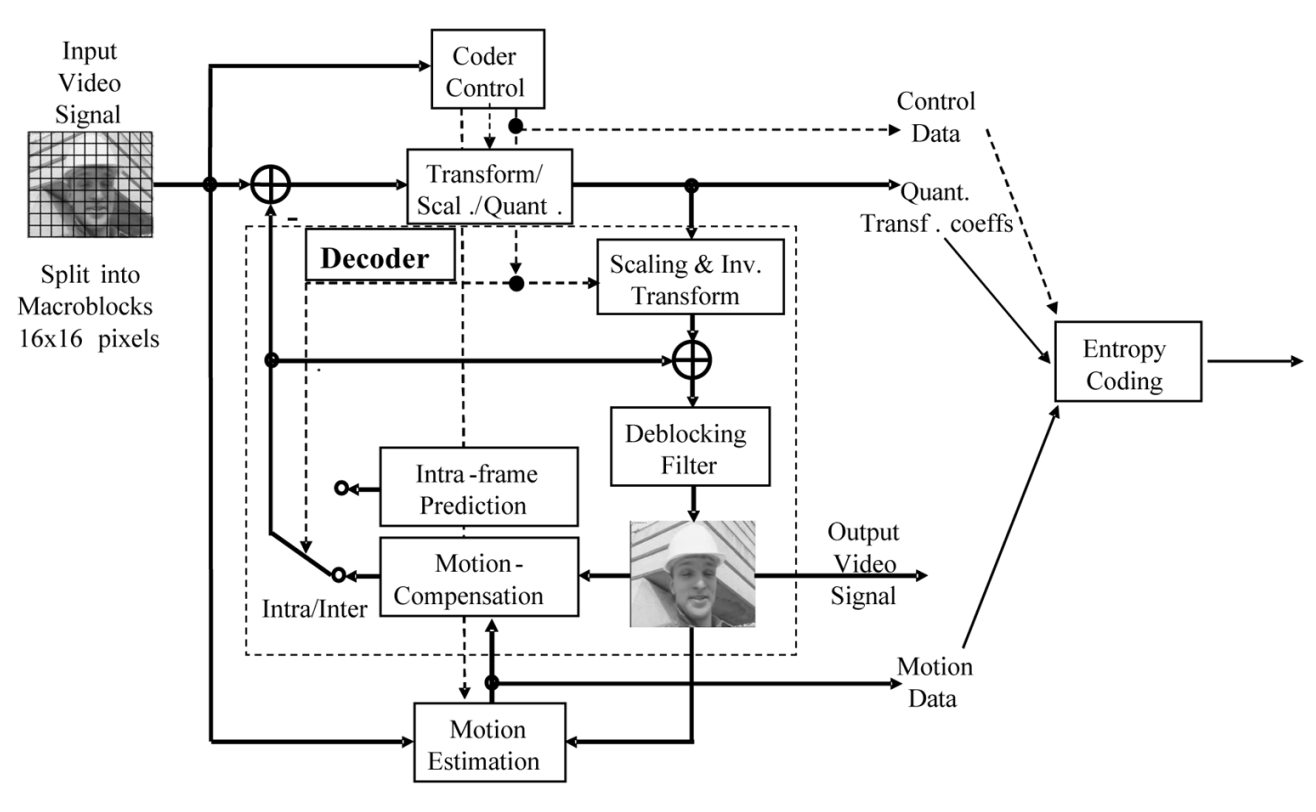 Input
Video
Signal
Split into
Macroblocks
16x16 pixels
Coder
Control
Transform/
Scal ./Quant .
Decoder
Scaling & Inv.
Transform
Deblocking
Filter
Intra -frame
Prediction
Motion -
Compensation
Intra/Inter
Motion
Estimation
-
Control
Data
Quant.
Transf . coeffs
Output
Video
Signal
Motion
Data
Entropy
Coding